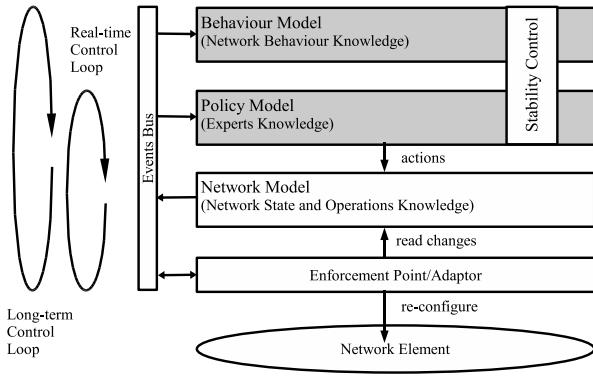 Real-time
Control
Loop
Long-term
Control
Loop
Events Bus
Behaviour Model
(Network Behaviour Knowledge)
Stability Control
Policy Model
(Experts Knowledge)
actions
Network Model
(Network State and Operations Knowledge)
read changes
Enforcement Point/Adaptor
re-configure
Network Element